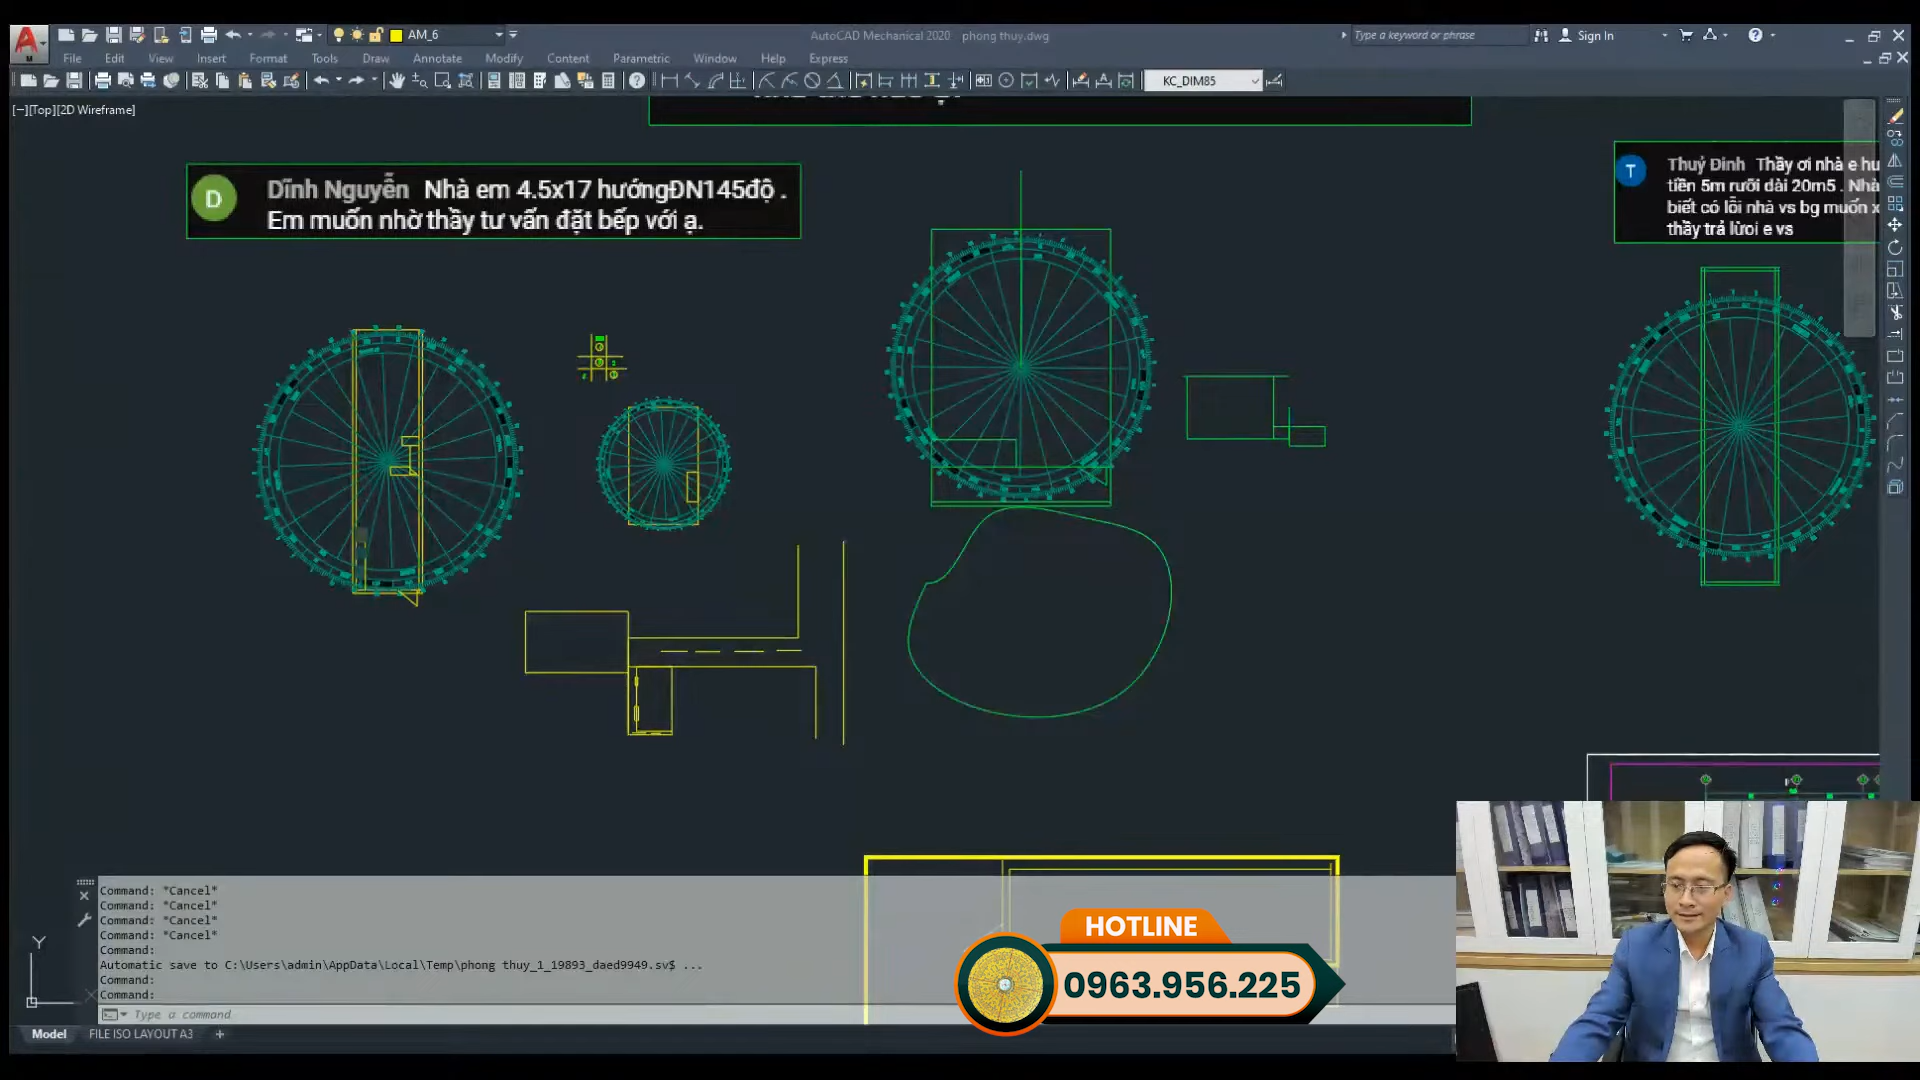 AM_6
AutoCAD Mechanical 2020 phong thuy.dwg
Type a keyword or phrase
Sign In
File Edit View Insert Format Tools Draw Annotate Modify Content Parametric Window Help Express
KC_DIM85
[−][Top][2D Wireframe]
D
Dĩnh Nguyễn Nhà em 4.5x17 hướngĐN145độ .
Em muốn nhờ thầy tư vấn đặt bếp với ạ.
T
Thuỷ Đinh Thầy ơi nhà e hu
tiền 5m rưỡi dài 20m5 . Nhà
biết có lỗi nhà vs bg muốn x
thầy trả lừoi e vs
Command: *Cancel*
Command: *Cancel*
Command: *Cancel*
Command: *Cancel*
Command:
Automatic save to C:\Users\admin\AppData\Local\Temp\phong thuy_1_19893_daed9949.sv$ ...
Command:
Command:
Type a command
Y
Model FILE ISO LAYOUT A3 +
HOTLINE
0963.956.225